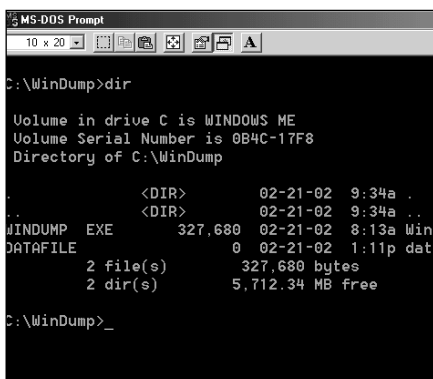 MS-DOS Prompt
10 x 20
A
C:\WinDump>dir
Volume in drive C is WINDOWS ME
Volume Serial Number is 0B4C-17F8
Directory of C:\WinDump
. <DIR> 02-21-02 9:34a .
.. <DIR> 02-21-02 9:34a ..
WINDUMP EXE 327,680 02-21-02 8:13a Win
DATAFILE 0 02-21-02 1:11p dat
2 file(s) 327,680 bytes
2 dir(s) 5,712.34 MB free
C:\WinDump>_